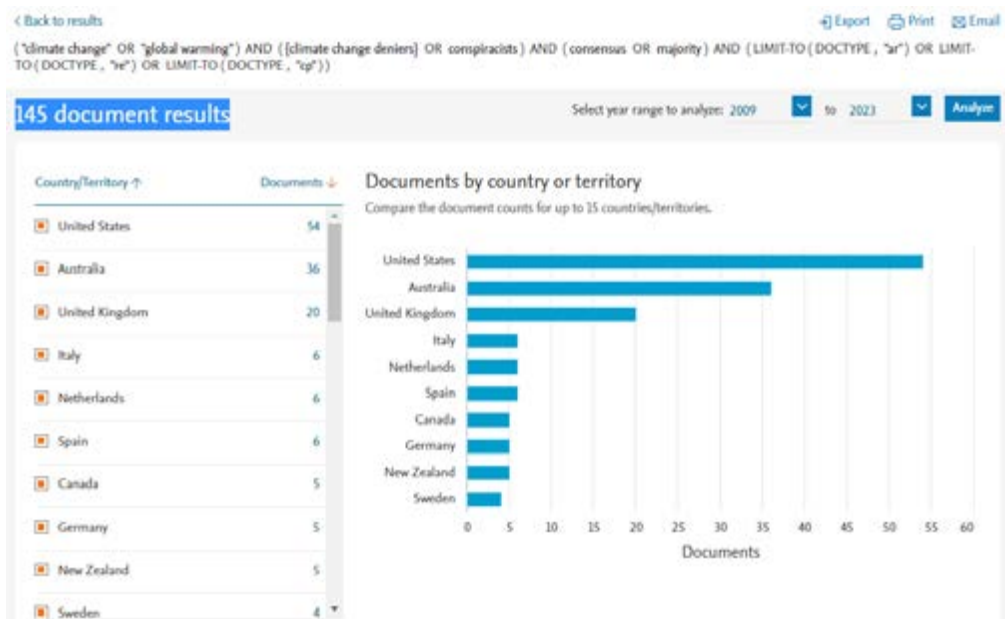 < Back to results
Export Print Email
( "climate change" OR "global warming" ) AND ( {climate change deniers} OR conspiracists ) AND ( consensus OR majority ) AND ( LIMIT-TO ( DOCTYPE , "ar" ) OR LIMIT-
TO ( DOCTYPE , "re" ) OR LIMIT-TO ( DOCTYPE , "cp" ) )
145 document results
Select year range to analyze: 2009 to 2023 Analyze
Country/Territory ↑ Documents ↓
United States 54
Australia 36
United Kingdom 20
Italy 6
Netherlands 6
Spain 6
Canada 5
Germany 5
New Zealand 5
Sweden 4
Documents by country or territory
Compare the document counts for up to 15 countries/territories.
United States
Australia
United Kingdom
Italy
Netherlands
Spain
Canada
Germany
New Zealand
Sweden
0 5 10 15 20 25 30 35 40 45 50 55 60
Documents